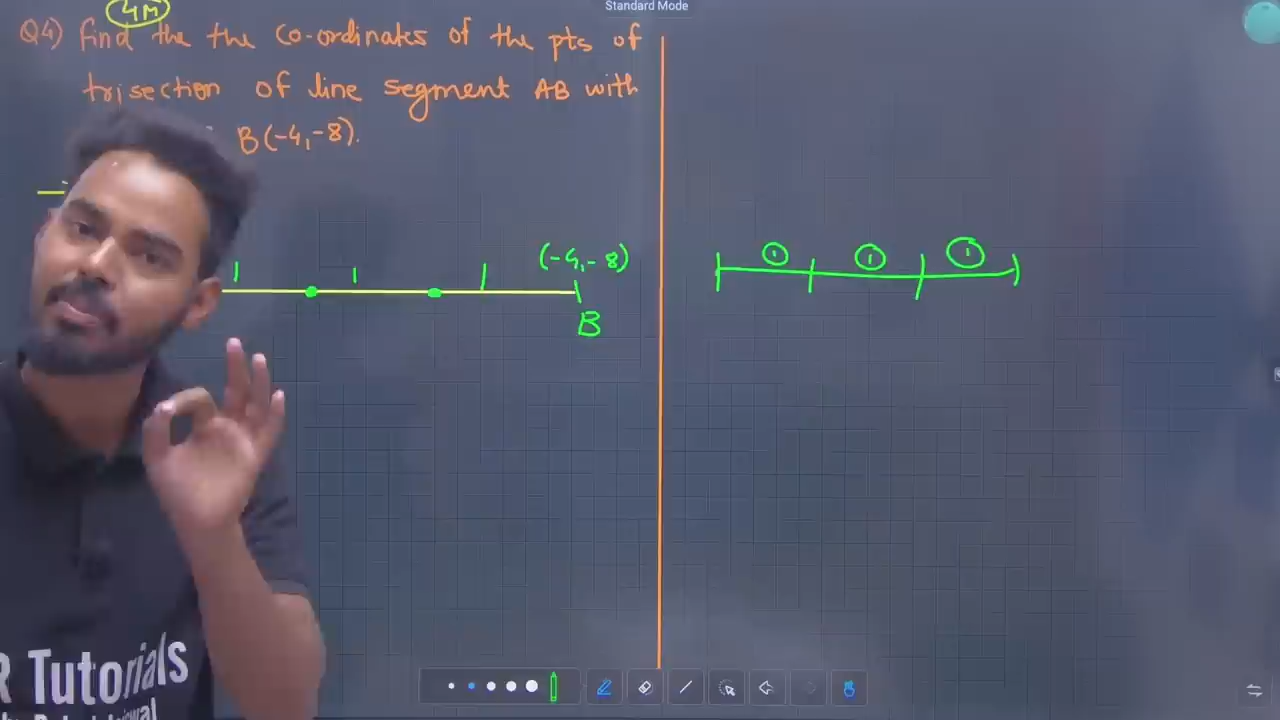 Standard Mode
4M
Q4) Find the the Co-ordinates of the pts of
trisection of line segment AB with
B(-4,-8).
1 1 1 (-4,-8)
B
1 1 1
R Tutorials